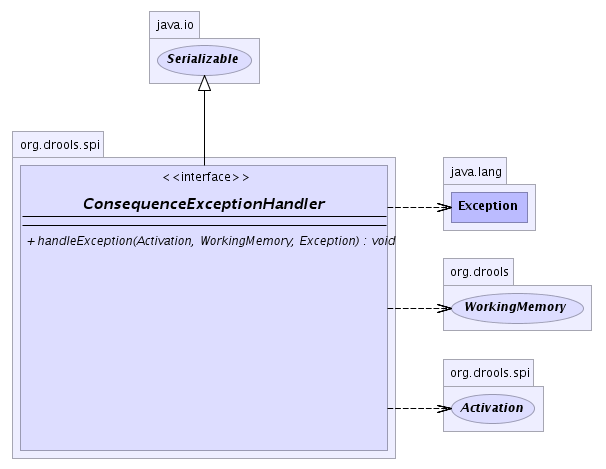 java.io
Serializable
org.drools.spi
<<interface>>
ConsequenceExceptionHandler
+ handleException(Activation, WorkingMemory, Exception) : void
java.lang
Exception
org.drools
WorkingMemory
org.drools.spi
Activation